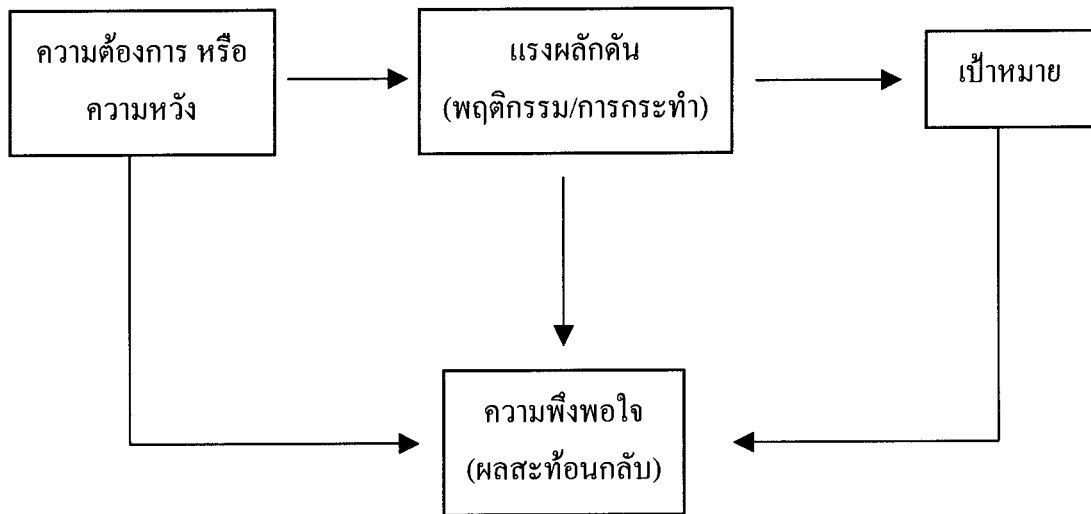 ความต้องการ หรือ
ความหวัง
แรงผลักดัน
(พฤติกรรม/การกระทำ)
เป้าหมาย
ความพึงพอใจ
(ผลสะท้อนกลับ)